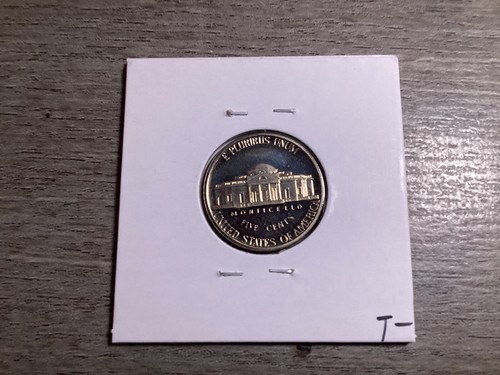 E PLURIBUS UNUM
MONTICELLO
FIVE CENTS
UNITED STATES OF AMERICA
T-